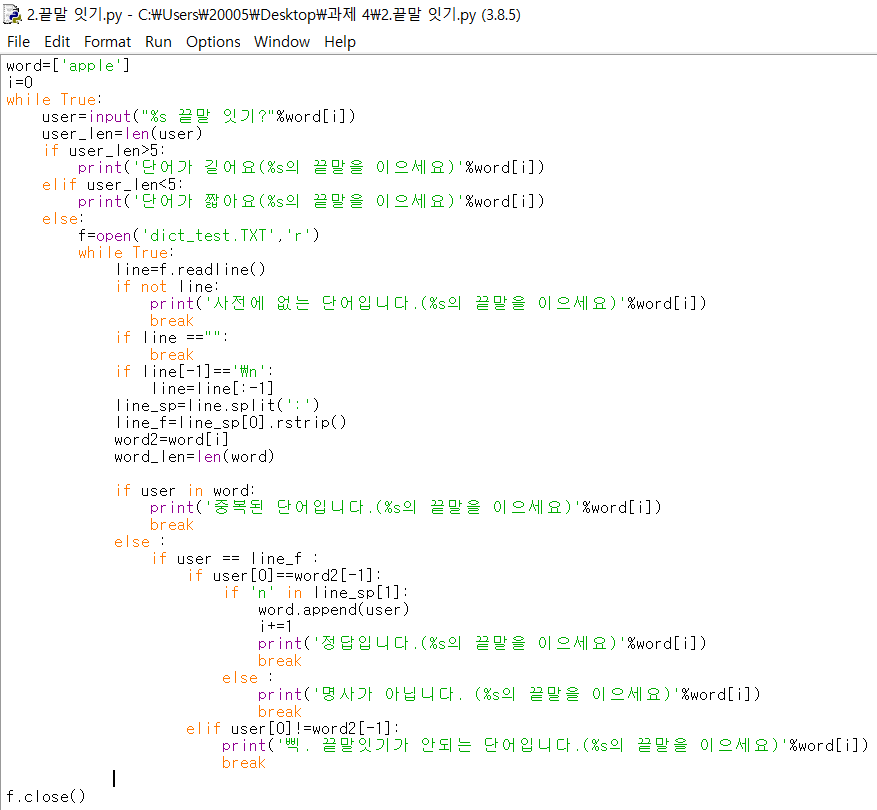 2.끝말 잇기.py - C:₩Users₩20005₩Desktop₩과제 4₩2.끝말 잇기.py (3.8.5)
File Edit Format Run Options Window Help
word=['apple']
i=0
while True:
    user=input("%s 끝말 잇기?"%word[i])
    user_len=len(user)
    if user_len>5:
        print('단어가 길어요(%s의 끝말을 이으세요)'%word[i])
    elif user_len<5:
        print('단어가 짧아요(%s의 끝말을 이으세요)'%word[i])
    else:
        f=open('dict_test.TXT','r')
        while True:
            line=f.readline()
            if not line:
                print('사전에 없는 단어입니다.(%s의 끝말을 이으세요)'%word[i])
                break
            if line =="":
                break
            if line[-1]=='₩n':
                line=line[:-1]
            line_sp=line.split(':')
            line_f=line_sp[0].rstrip()
            word2=word[i]
            word_len=len(word)
            if user in word:
                print('중복된 단어입니다.(%s의 끝말을 이으세요)'%word[i])
                break
            else :
                if user == line_f :
                    if user[0]==word2[-1]:
                        if 'n' in line_sp[1]:
                            word.append(user)
                            i+=1
                            print('정답입니다.(%s의 끝말을 이으세요)'%word[i])
                            break
                        else :
                            print('명사가 아닙니다. (%s의 끝말을 이으세요)'%word[i])
                            break
                    elif user[0]!=word2[-1]:
                        print('삑. 끝말잇기가 안되는 단어입니다.(%s의 끝말을 이으세요)'%word[i])
                        break
f.close()